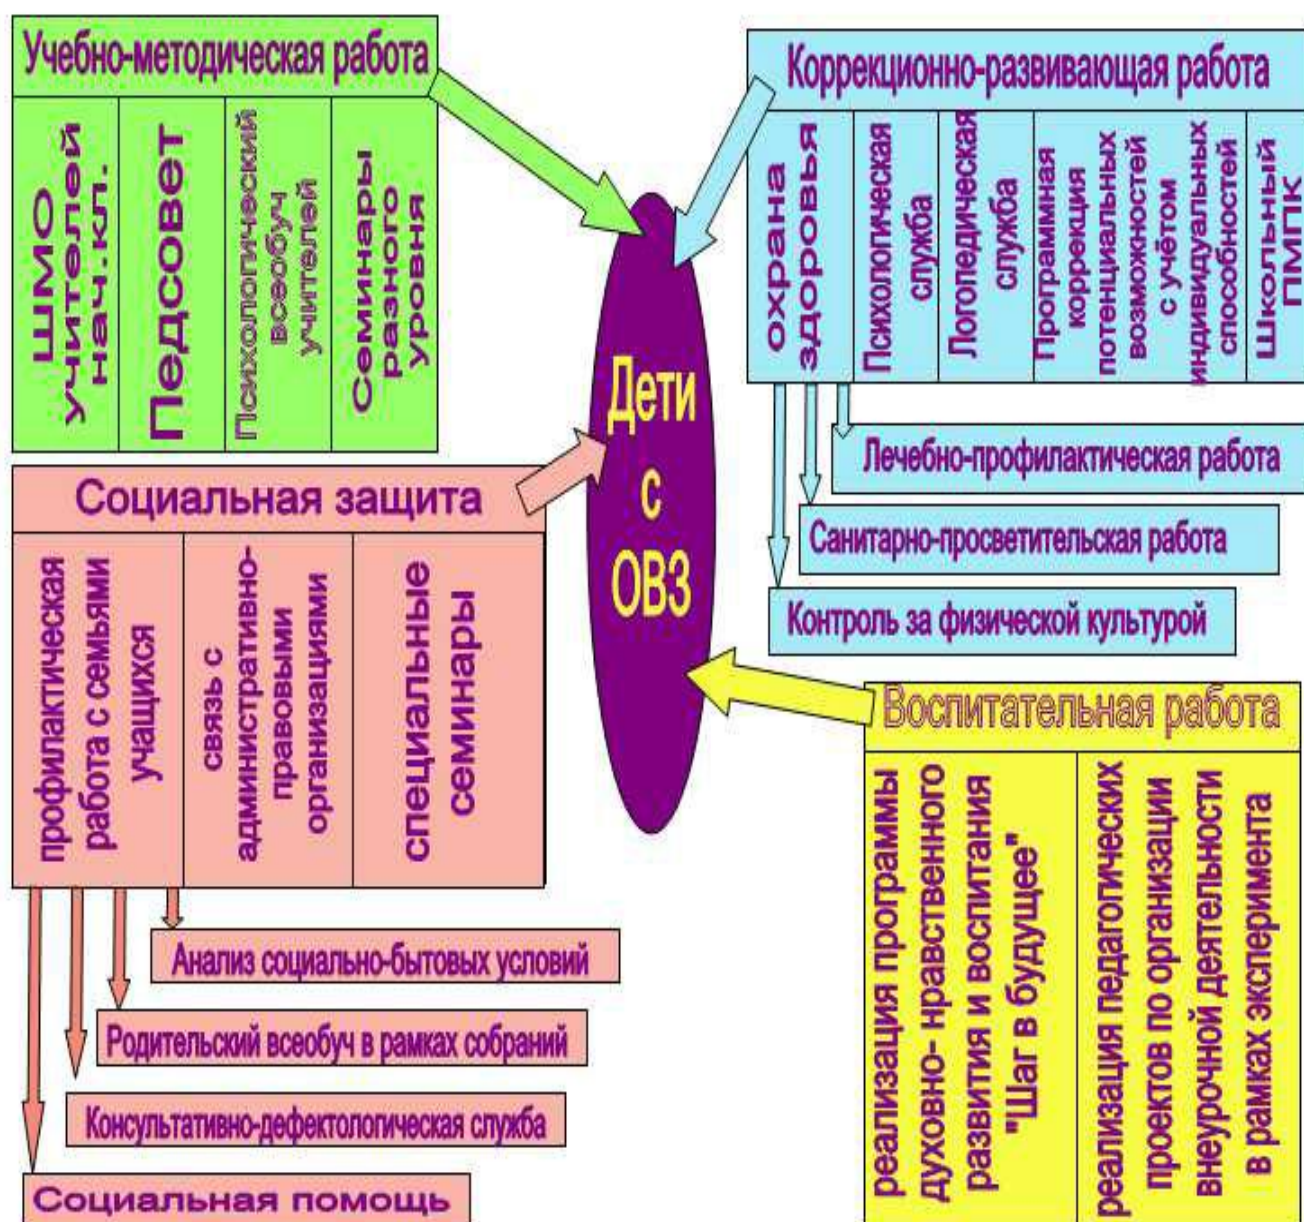 Учебно-методическая работа
ШМО
учителей
нач.кл.
Педсовет
Психологический
всеобуч
учителей
Семинары
разного
уровня
Коррекционно-развивающая работа
охрана
здоровья
Психологическая
служба
Логопедическая
служба
Программная
коррекция
потенциальных
возможностей
с учётом
индивидуальных
способностей
Школьный
ПМПК
Лечебно-профилактическая работа
Санитарно-просветительская работа
Контроль за физической культурой
Дети
с
ОВЗ
Социальная защита
профилактическая
работа с семьями
учащихся
связь с
административно-
правовыми
организациями
специальные
семинары
Анализ социально-бытовых условий
Родительский всеобуч в рамках собраний
Консультативно-дефектологическая служба
Социальная помощь
Воспитательная работа
реализация программы
духовно- нравственного
развития и воспитания
"Шаг в будущее"
реализация педагогических
проектов по организации
внеурочной деятельности
в рамках эксперимента